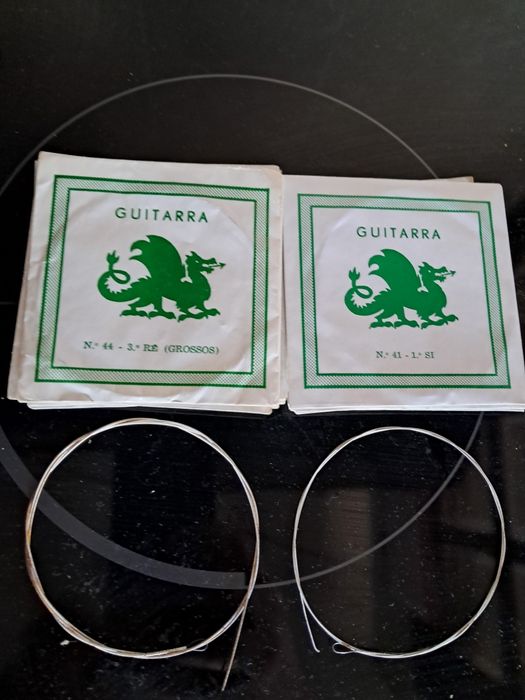 GUITARRA
N.º 44 - 3.º RÉ (GROSSOS)
GUITARRA
N.º 41 - 1.º SI